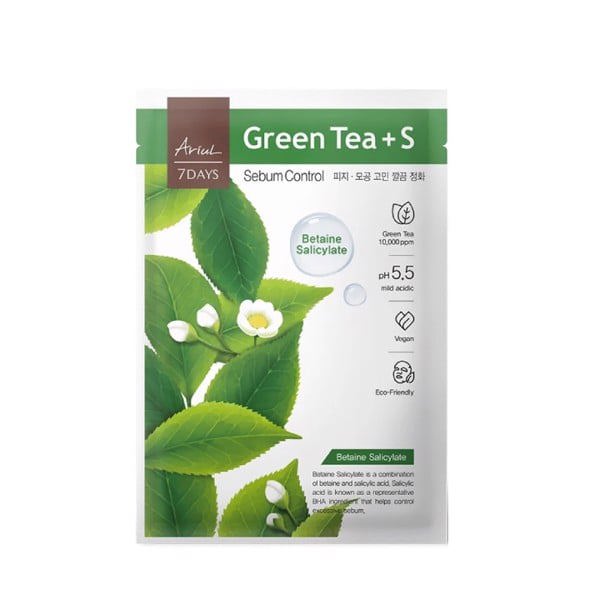 Ariul
7DAYS
Green Tea + S
Sebum Control 피지 · 모공 고민 깔끔 정화
Betaine
Salicylate
Green Tea
10,000 ppm
pH 5.5
mild acidic
Vegan
Eco-Friendly
Betaine Salicylate
Betaine Salicylate is a combination
of betaine and salicylic acid. Salicylic
acid is known as a representative
BHA ingredient that helps control
excessive sebum.